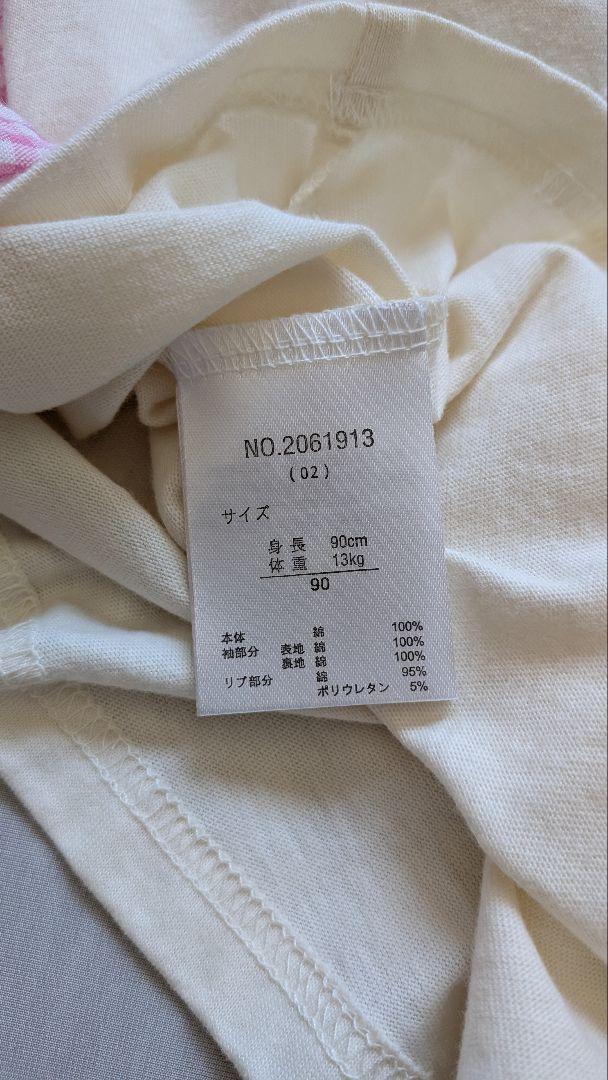 NO.2061913
(02)
サイズ
身長 90cm
体重 13kg
90
本体 綿 100%
袖部分 表地 綿 100%
裏地 綿 100%
リブ部分 綿 95%
ポリウレタン 5%